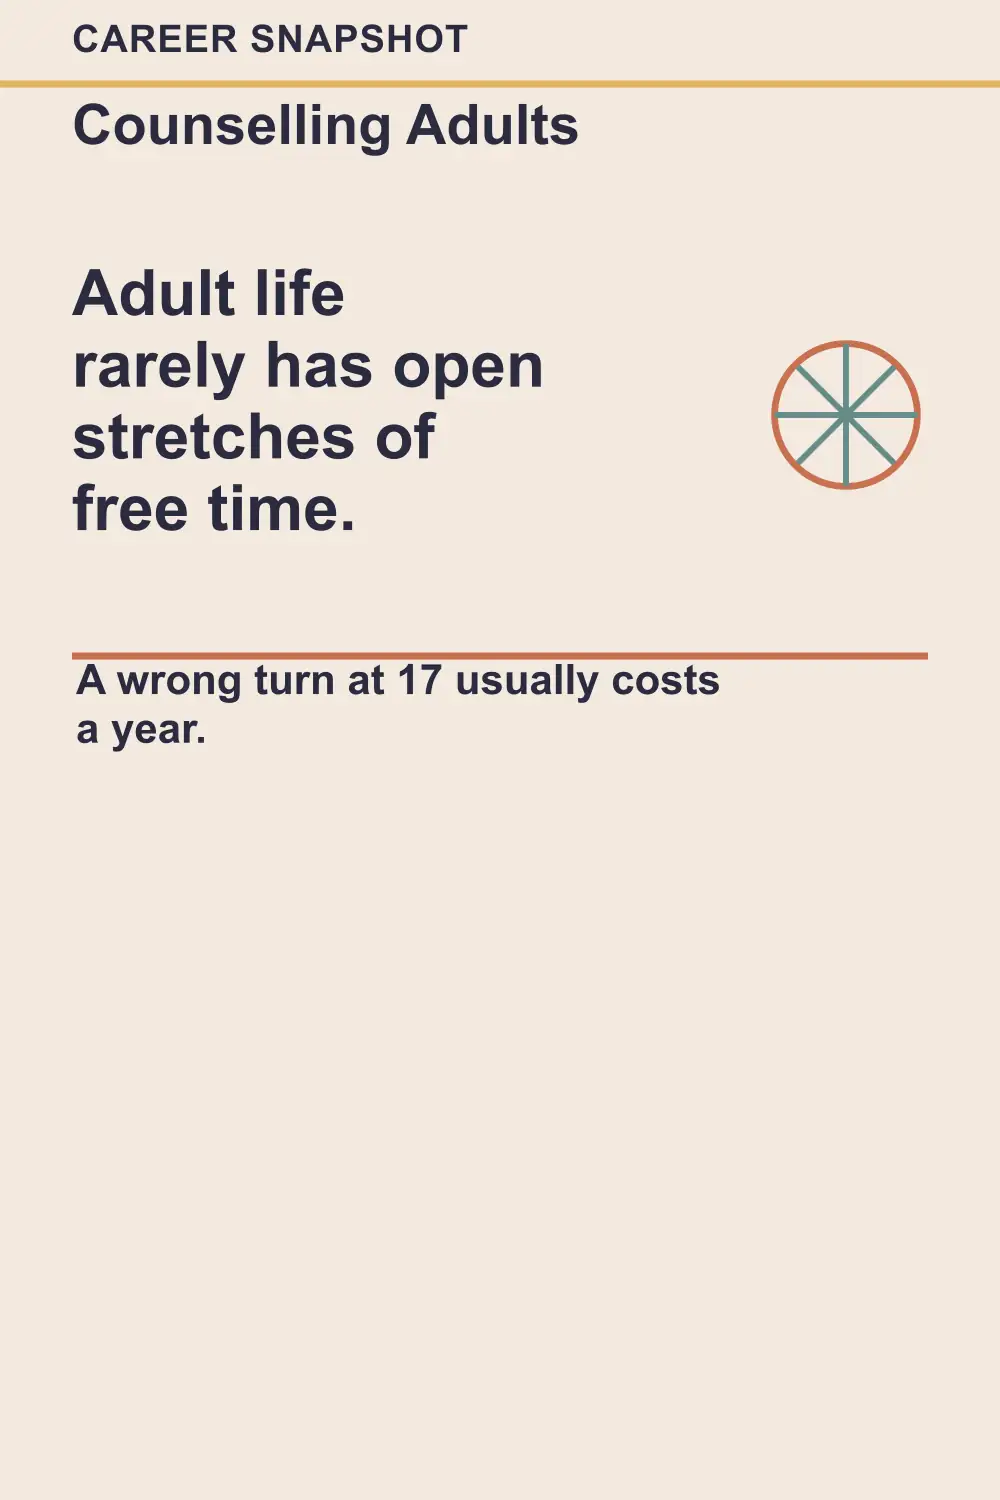 CAREER SNAPSHOT
Counselling Adults
Adult life
rarely has open
stretches of
free time.
A wrong turn at 17 usually costs
a year.